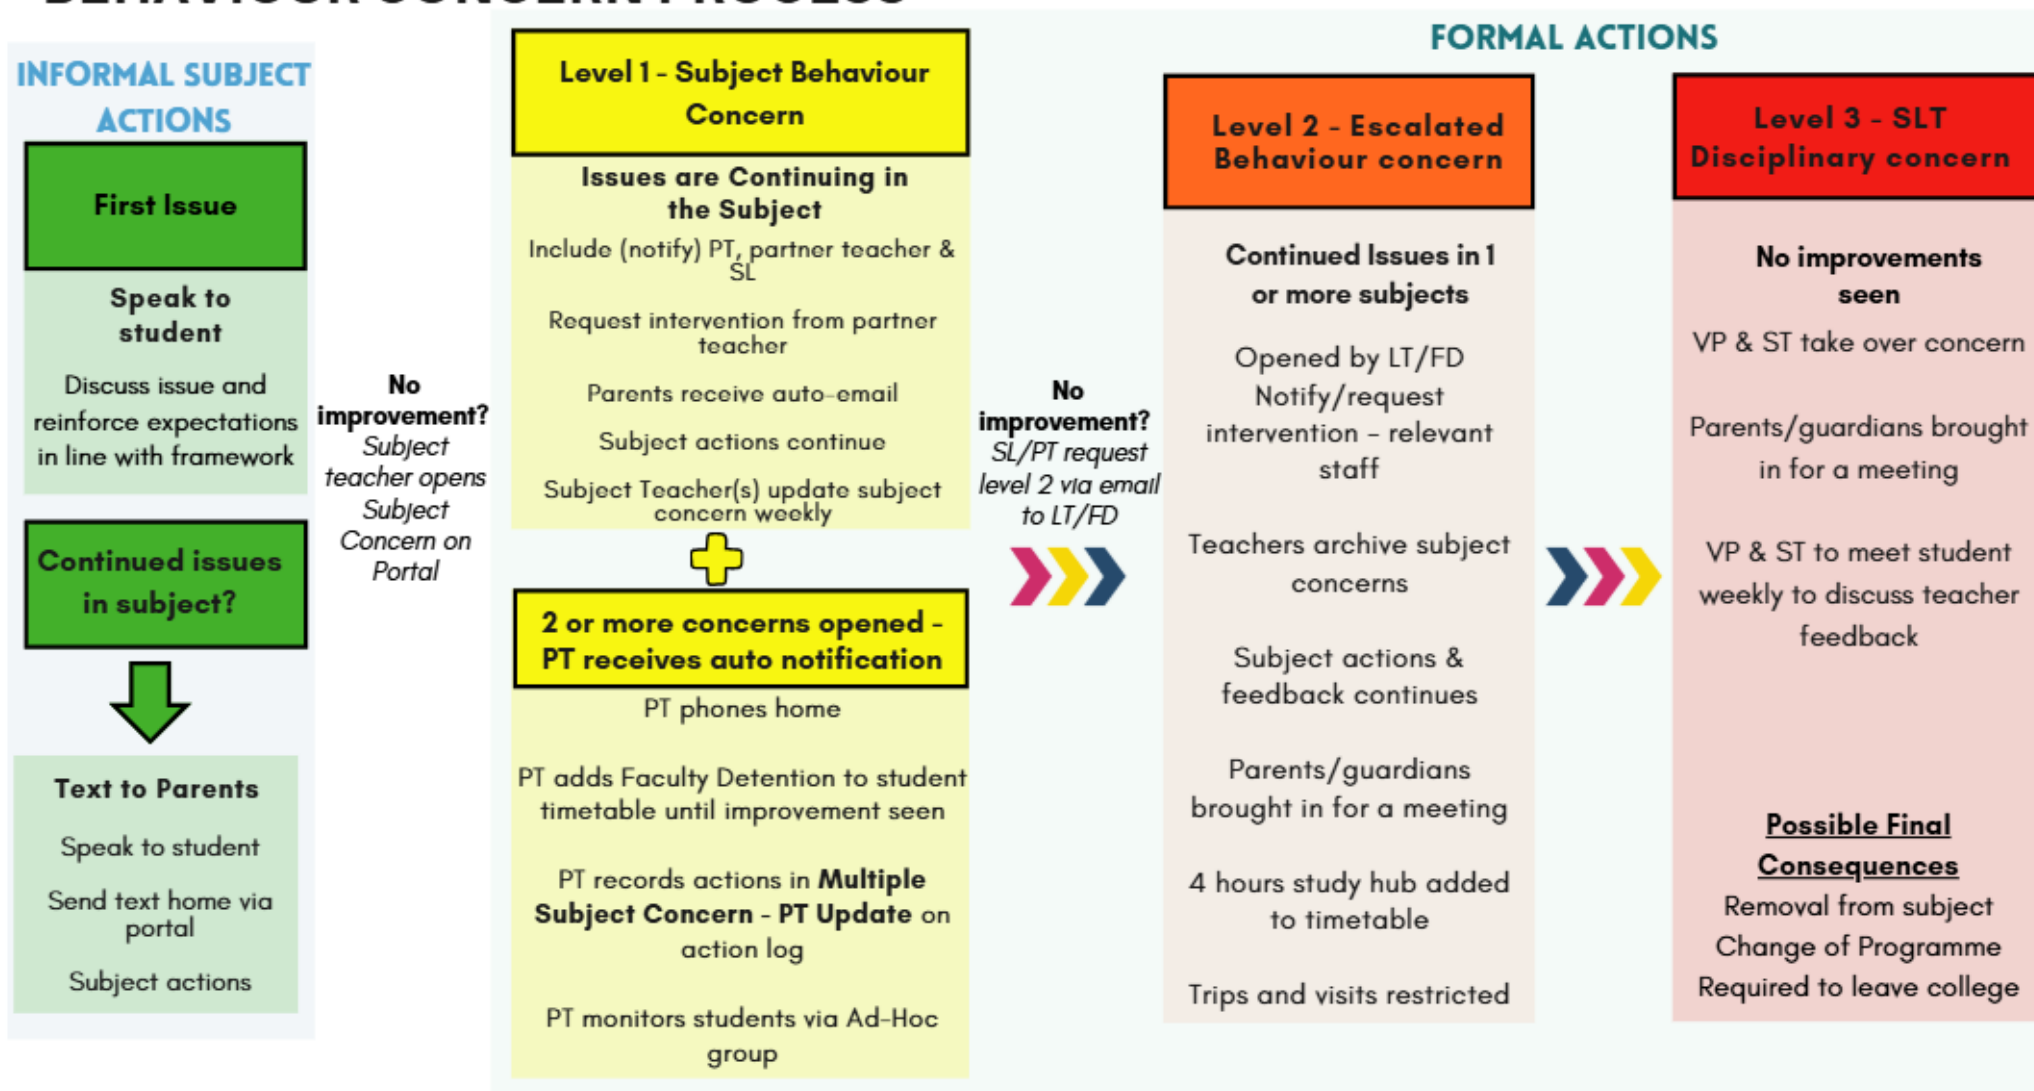 BEHAVIOUR CONCERN PROCESS
INFORMAL SUBJECT
ACTIONS
First Issue
Speak to
student
Discuss issue and
reinforce expectations
in line with framework
Continued issues
in subject?
Text to Parents
Speak to student
Send text home via
portal
Subject actions
No
improvement?
Subject
teacher opens
Subject
Concern on
Portal
FORMAL ACTIONS
Level 1 - Subject Behaviour
Concern
Issues are Continuing in
the Subject
Include (notify) PT, partner teacher &
SL
Request intervention from partner
teacher
Parents receive auto-email
Subject actions continue
Subject Teacher(s) update subject
concern weekly
2 or more concerns opened -
PT receives auto notification
PT phones home
PT adds Faculty Detention to student
timetable until improvement seen
PT records actions in Multiple
Subject Concern - PT Update on
action log
PT monitors students via Ad-Hoc
group
No
improvement?
SL/PT request
level 2 via email
to LT/FD
Level 2 - Escalated
Behaviour concern
Continued Issues in 1
or more subjects
Opened by LT/FD
Notify/request
intervention - relevant
staff
Teachers archive subject
concerns
Subject actions &
feedback continues
Parents/guardians
brought in for a meeting
4 hours study hub added
to timetable
Trips and visits restricted
Level 3 - SLT
Disciplinary concern
No improvements
seen
VP & ST take over concern
Parents/guardians brought
in for a meeting
VP & ST to meet student
weekly to discuss teacher
feedback
Possible Final
Consequences
Removal from subject
Change of Programme
Required to leave college